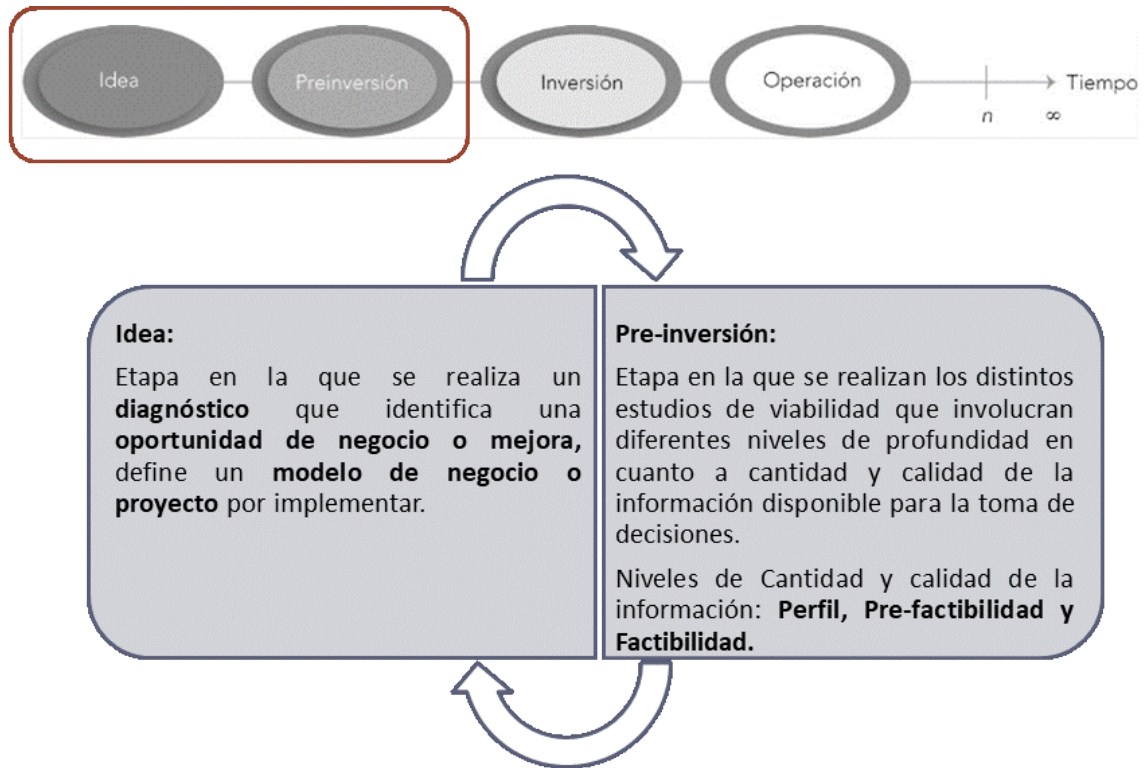 Idea
Preinversión
Inversión
Operación
Tiempo
n
∞
Idea:
Etapa en la que se realiza un
diagnóstico que identifica una
oportunidad de negocio o mejora,
define un modelo de negocio o
proyecto por implementar.
Pre-inversión:
Etapa en la que se realizan los distintos
estudios de viabilidad que involucran
diferentes niveles de profundidad en
cuanto a cantidad y calidad de la
información disponible para la toma de
decisiones.
Niveles de Cantidad y calidad de la
información: Perfil, Pre-factibilidad y
Factibilidad.